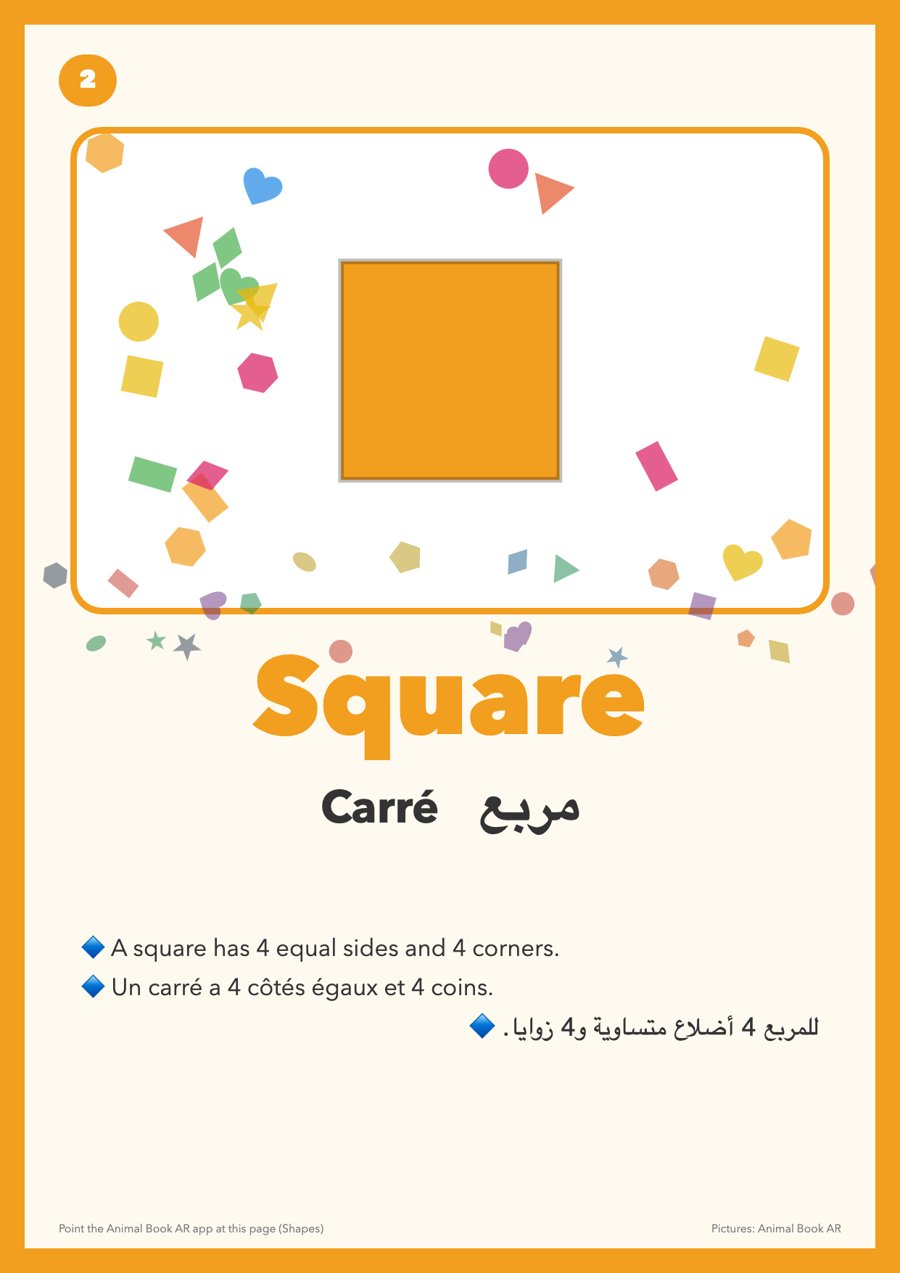 2
Square
Carré مربع
🔷 A square has 4 equal sides and 4 corners.
🔷 Un carré a 4 côtés égaux et 4 coins.
🔷 للمربع 4 أضلاع متساوية و4 زوايا.
Point the Animal Book AR app at this page (Shapes)
Pictures: Animal Book AR